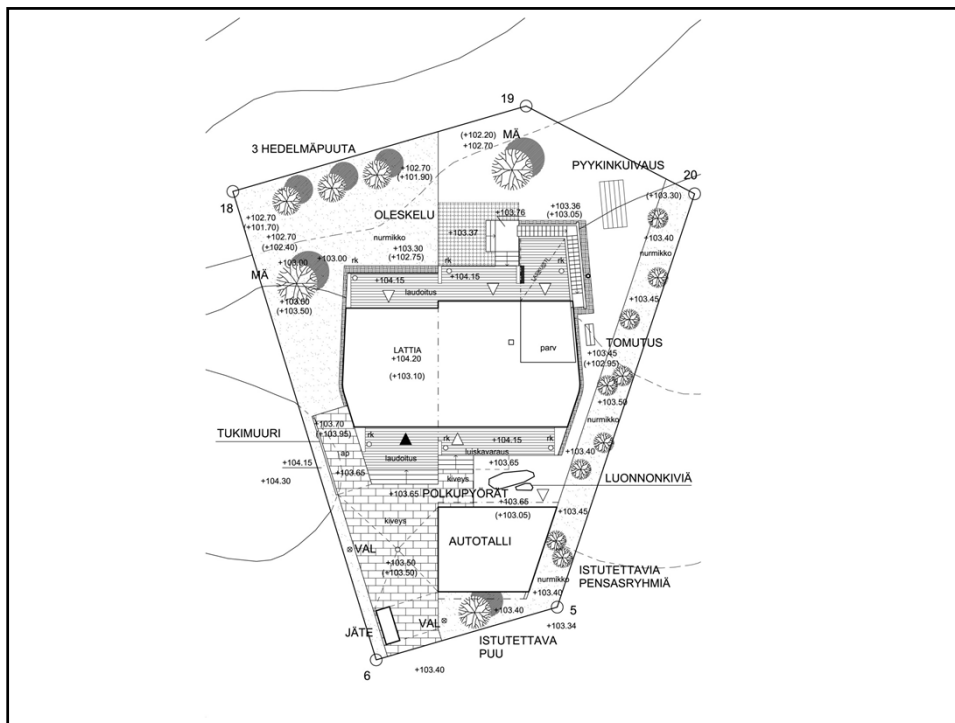 19
(+102.20)
MÄ
+102.70
3 HEDELMÄPUUTA
PYYKINKUIVAUS
+102.70
(+101.90)
20
(+103.30)
18
+103.36
(+103.05)
+103.76
+102.70
(+101.70)
OLESKELU
+102.70
(+102.40)
nurmikko
+103.37
+103.40
+103.30
(+102.75)
nurmikko
+103.00
+103.00
rk
rk
rk
MÄ
+104.15
+104.15
laudoitus
+103.45
+103.60
(+103.50)
TOMUTUS
LATTIA
+104.20
parv
+103.45
(+102.95)
(+103.10)
+103.50
nurmikko
+103.70
(+103.95)
TUKIMUURI
rk
rk
rk
+104.15
ap
luiskavaraus
+103.40
+104.15
laudoitus
+103.65
+103.65
+104.30
kiveys
LUONNONKIVIÄ
+103.65
POLKUPYÖRÄT
+103.66
(+103.05)
+103.45
kiveys
AUTOTALLI
VAL
+103.50
(+103.50)
ISTUTETTAVIA
PENSASRYHMIÄ
nurmikko
+103.40
+103.40
5
VAL
+103.34
JÄTE
ISTUTETTAVA
PUU
6
+103.40